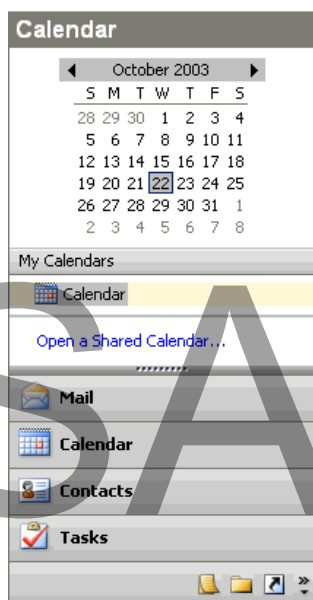 Calendar
October 2003
S M T W T F S
28 29 30 1 2 3 4
5 6 7 8 9 10 11
12 13 14 15 16 17 18
19 20 21 22 23 24 25
26 27 28 29 30 31 1
2 3 4 5 6 7 8
My Calendars
Calendar
Open a Shared Calendar...
Mail
Calendar
Contacts
Tasks
SA